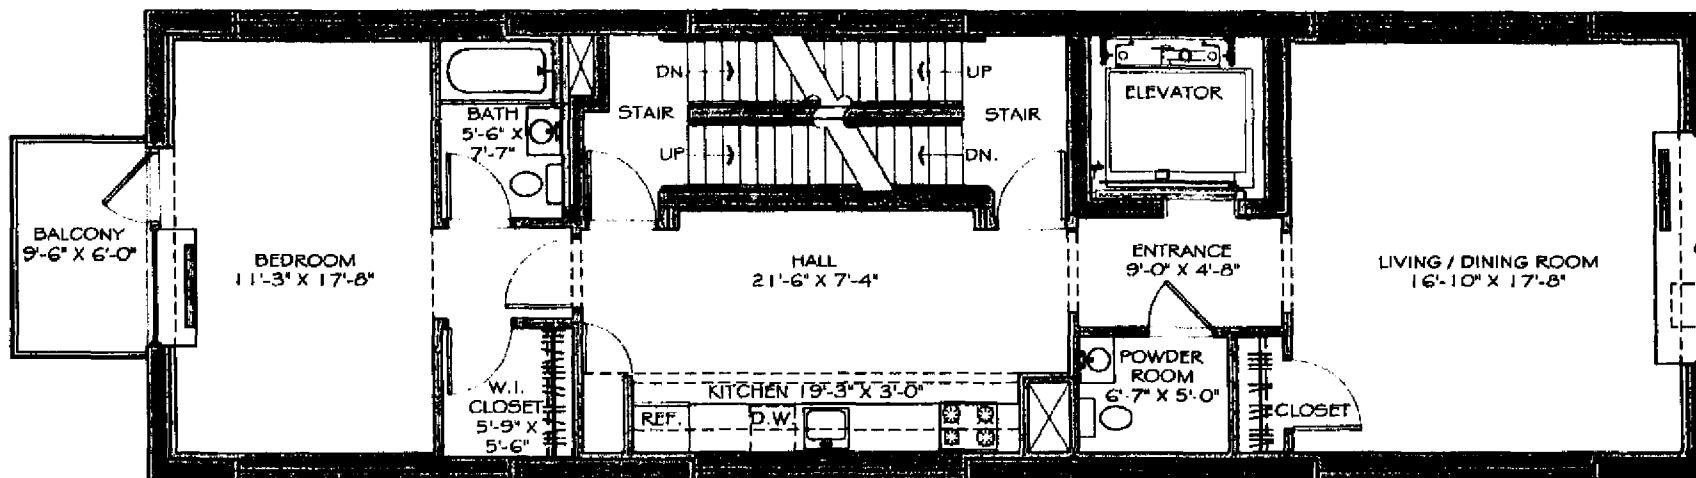 BALCONY
9'-6" X 6'-0"
BEDROOM
11'-3" X 17'-8"
BATH
5'-6" X
7'-7"
W.I.
CLOSET
5'-9" X
5'-6"
DN.
STAIR
UP
UP
STAIR
DN.
HALL
21'-6" X 7'-4"
KITCHEN 19'-3" X 3'-0"
REF.
D.W.
ELEVATOR
ENTRANCE
9'-0" X 4'-8"
POWDER
ROOM
6'-7" X 5'-0"
CLOSET
LIVING / DINING ROOM
16'-10" X 17'-8"